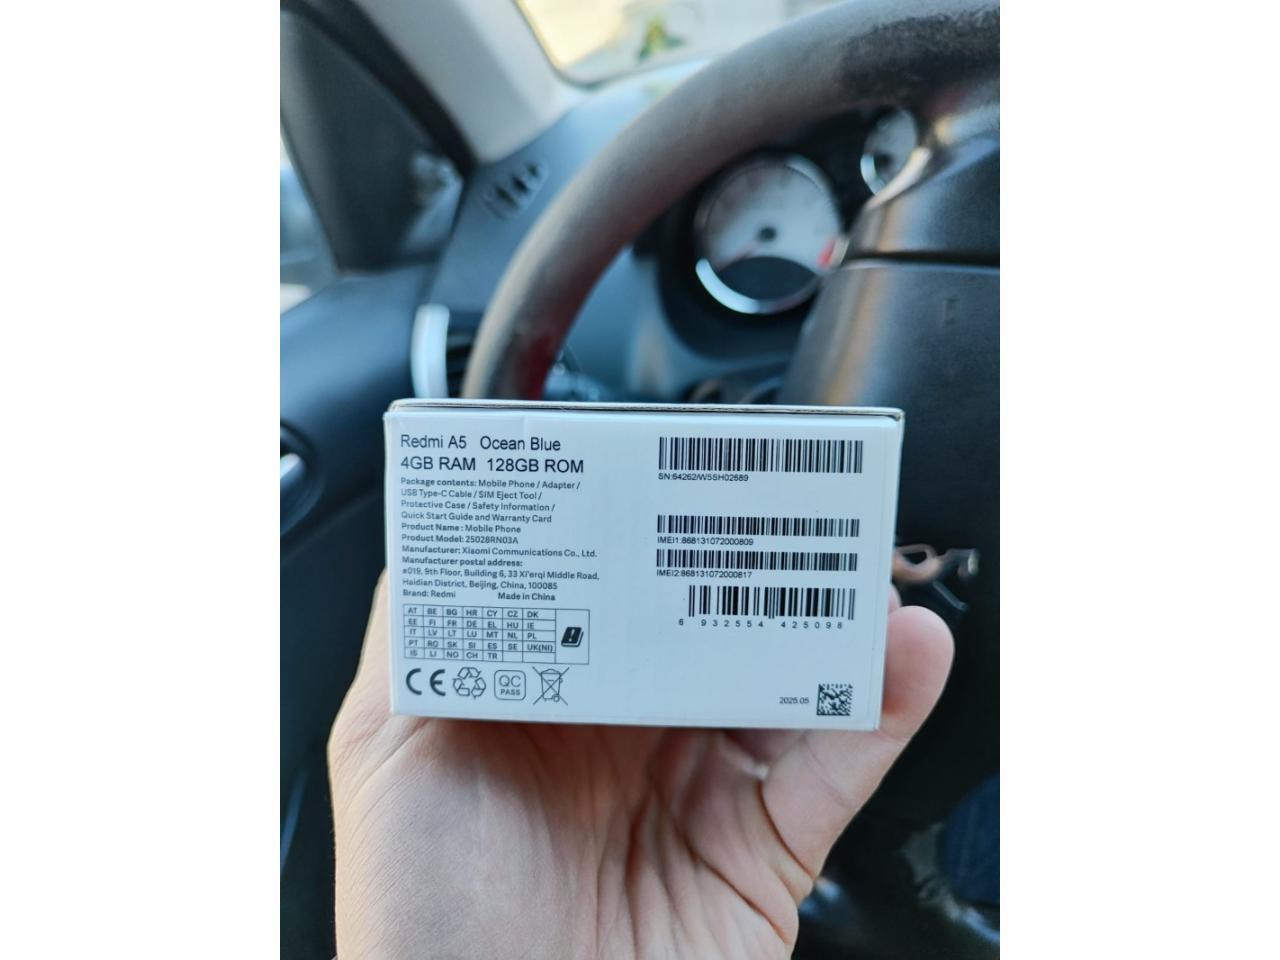 Redmi A5 Ocean Blue
4GB RAM 128GB ROM
Package contents: Mobile Phone / Adapter /
USB Type-C Cable / SIM Eject Tool /
Protective Case / Safety Information /
Quick Start Guide and Warranty Card
Product Name: Mobile Phone
Product Model: 25028RN03A
Manufacturer: Xiaomi Communications Co., Ltd.
Manufacturer postal address:
#019, 9th Floor, Building 6, 33 Xi'erqi Middle Road,
Haidian District, Beijing, China, 100085
Brand: Redmi Made in China
AT BE BG HR CY CZ DK
EE FI FR DE EL HU IE
IT LV LT LU MT NL PL
PT RO SK SI ES SE UK(NI)
IS LI NO CH TR
CE
QC
PASS
SN:64262/W5SH02689
IMEI1:868131072000809
IMEI2:868131072000817
6 932554 425098
2025.05